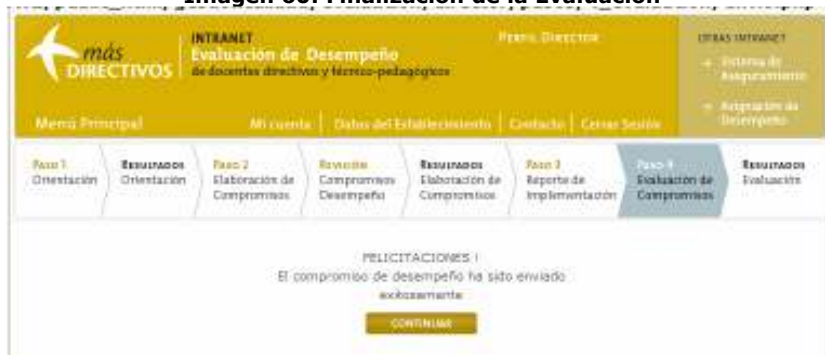 Imagen 60: Finalización de la Evaluación
más
DIRECTIVOS
INTRANET
Evaluación de Desempeño
de docentes directivos y técnico-pedagógicos
PERFIL DIRECTOR
OTRAS INTRANET
Sistema de
Aseguramiento
Asignación de
Desempeño
Menú Principal
Mi cuenta | Datos del Establecimiento | Contacto | Cerrar Sesión
PASO 1
Orientación
RESULTADOS
Orientación
PASO 2
Elaboración de
Compromisos
REVISIÓN
Compromisos
Desempeño
RESULTADOS
Elaboración de
Compromisos
PASO 3
Reporte de
Implementación
PASO 4
Evaluación de
Compromisos
RESULTADOS
Evaluación
FELICITACIONES !
El compromiso de desempeño ha sido enviado
exitosamente
CONTINUAR